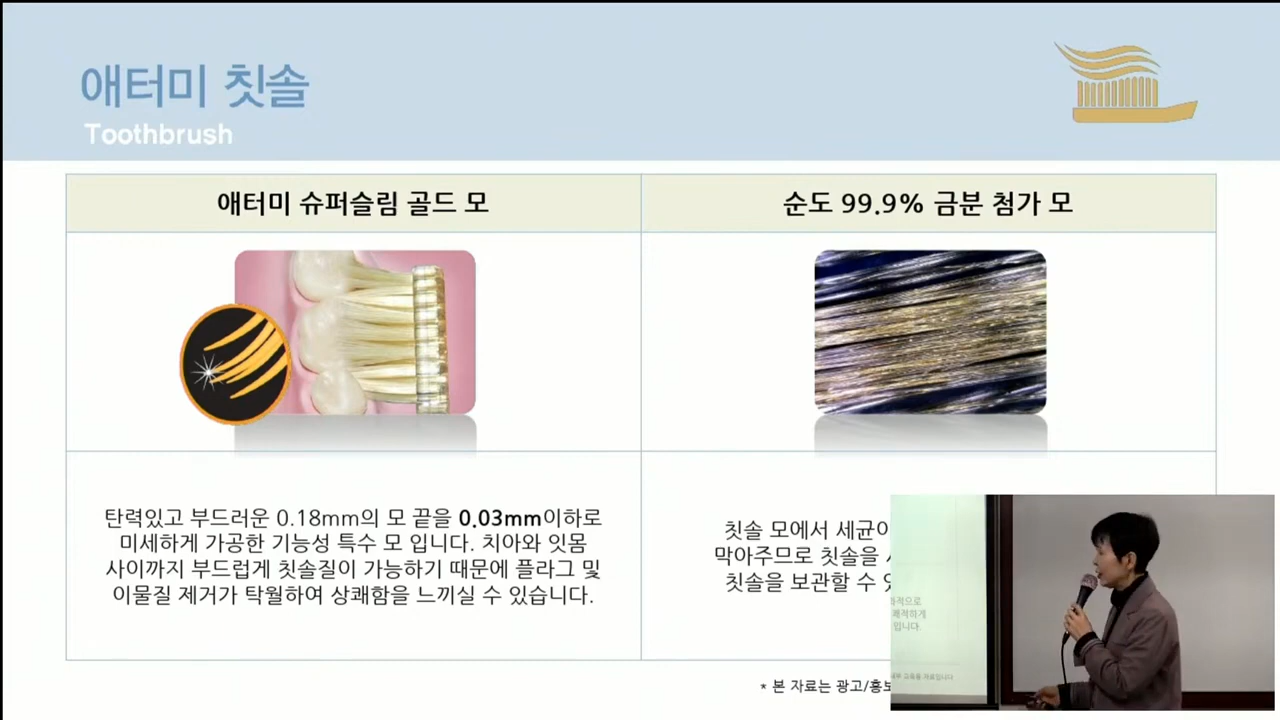 애터미 칫솔
Toothbrush
애터미 슈퍼슬림 골드 모
순도 99.9% 금분 첨가 모
탄력있고 부드러운 0.18mm의 모 끝을 0.03mm이하로
미세하게 가공한 기능성 특수 모 입니다. 치아와 잇몸
사이까지 부드럽게 칫솔질이 가능하기 때문에 플라그 및
이물질 제거가 탁월하여 상쾌함을 느끼실 수 있습니다.
칫솔 모에서 세균이
막아주므로 칫솔을
칫솔을 보관할 수
* 본 자료는 광고/홍보
쾌적하게
입니다.